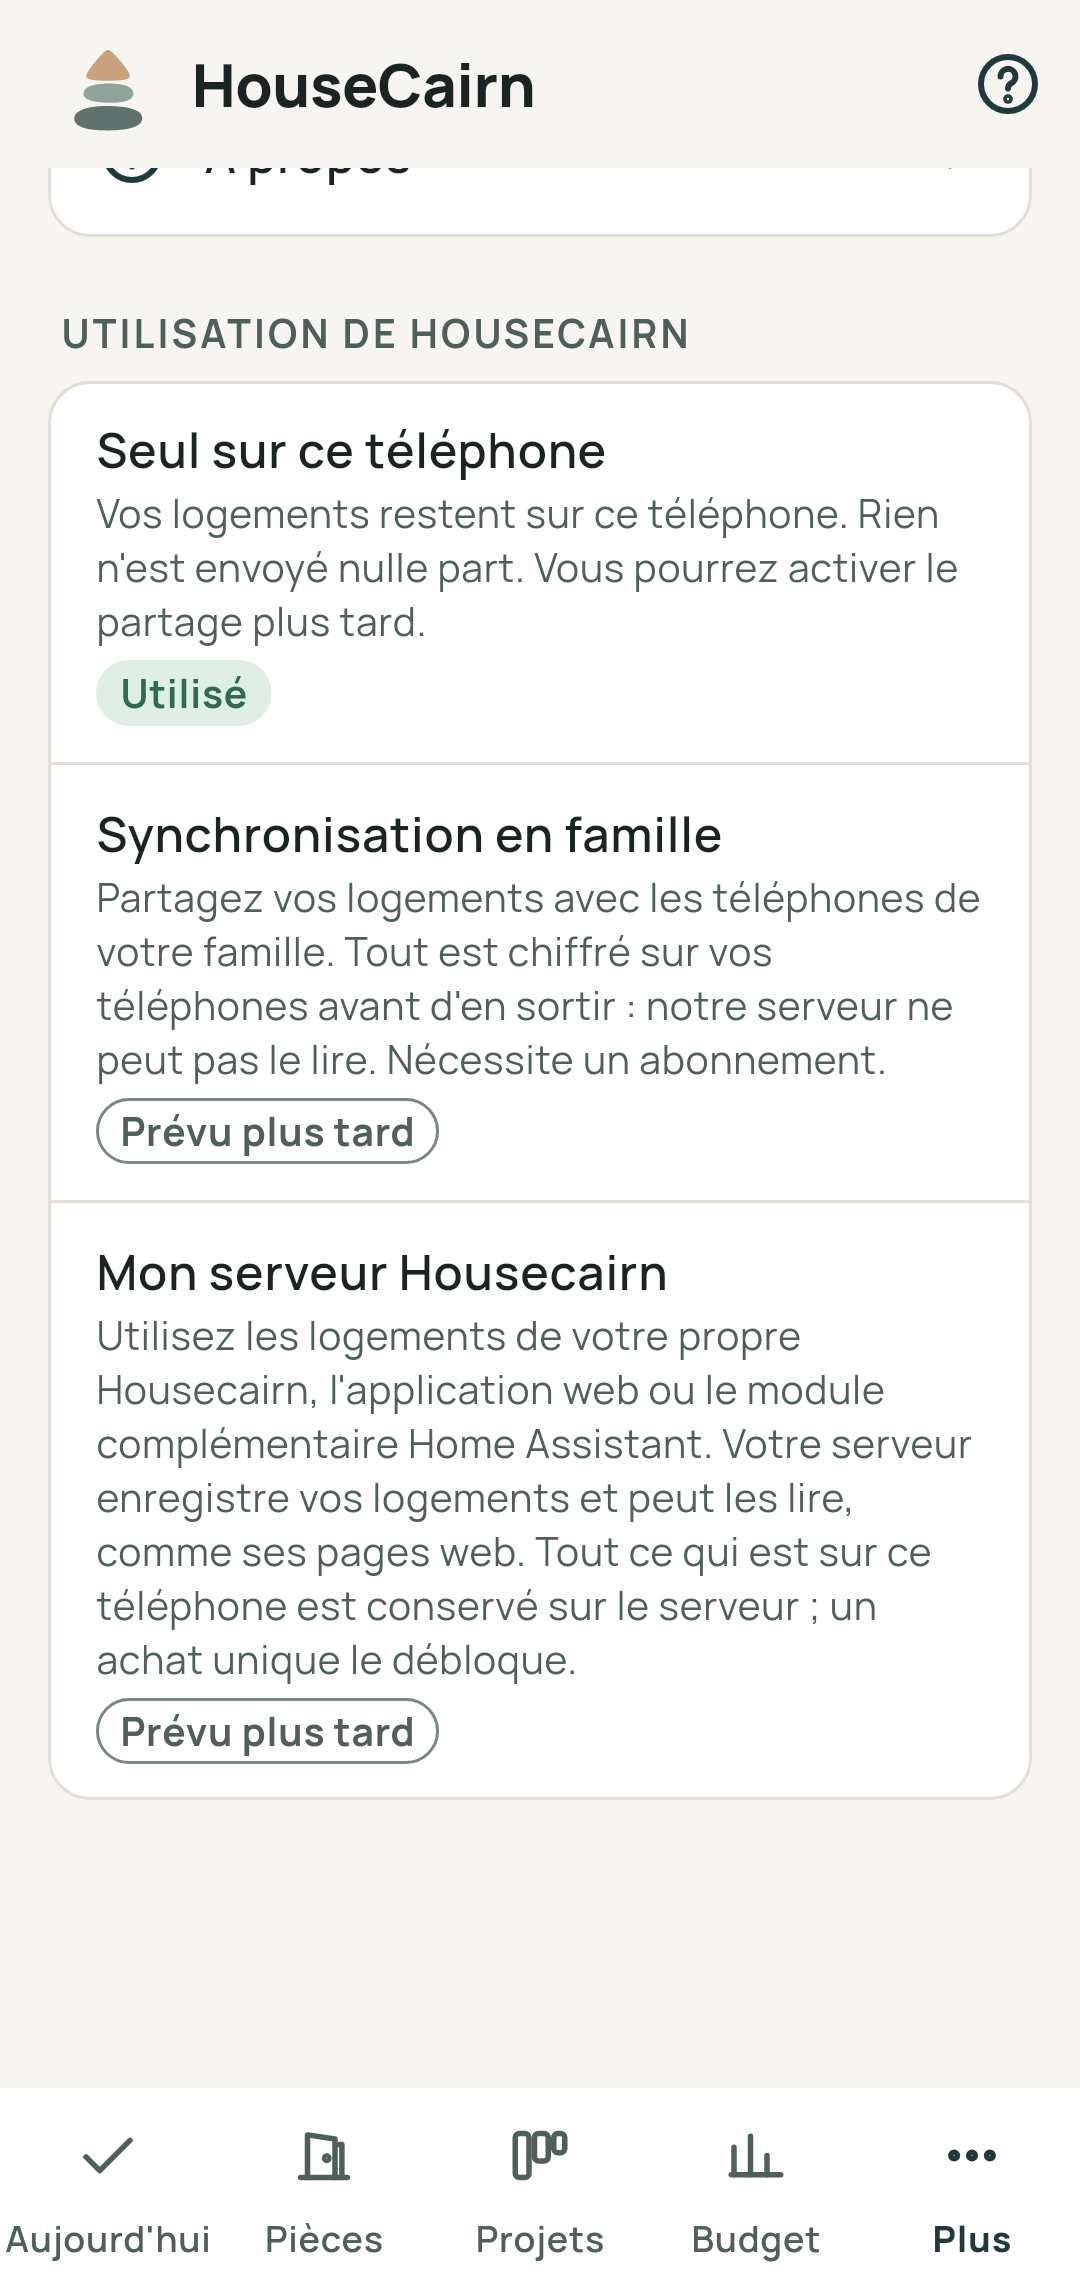 HouseCairn
À propos
UTILISATION DE HOUSECAIRN
Seul sur ce téléphone
Vos logements restent sur ce téléphone. Rien
n'est envoyé nulle part. Vous pourrez activer le
partage plus tard.
Utilisé
Synchronisation en famille
Partagez vos logements avec les téléphones de
votre famille. Tout est chiffré sur vos
téléphones avant d'en sortir : notre serveur ne
peut pas le lire. Nécessite un abonnement.
Prévu plus tard
Mon serveur Housecairn
Utilisez les logements de votre propre
Housecairn, l'application web ou le module
complémentaire Home Assistant. Votre serveur
enregistre vos logements et peut les lire,
comme ses pages web. Tout ce qui est sur ce
téléphone est conservé sur le serveur ; un
achat unique le débloque.
Prévu plus tard
Aujourd'hui
Pièces
Projets
Budget
Plus